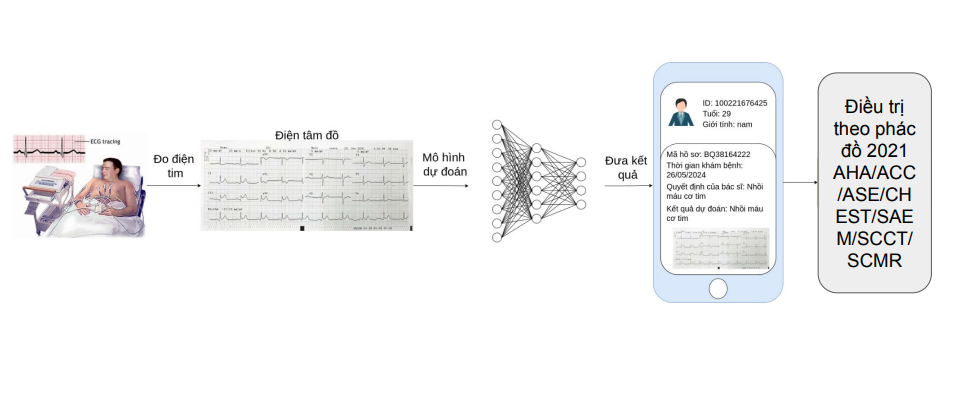 ECG tracing
Đo điện
tim
Điện tâm đồ
Mô hình
dự đoán
Đưa kết
quả
ID: 100221676425
Tuổi: 29
Giới tính: nam
Mã hồ sơ: BQ38164222
Thời gian khám bệnh:
26/05/2024
Quyết định của bác sĩ: Nhồi
máu cơ tim
Kết quả dự đoán: Nhồi máu
cơ tim
Điều trị
theo phác
đồ 2021
AHA/ACC
/ASE/CH
EST/SAE
M/SCCT/
SCMR